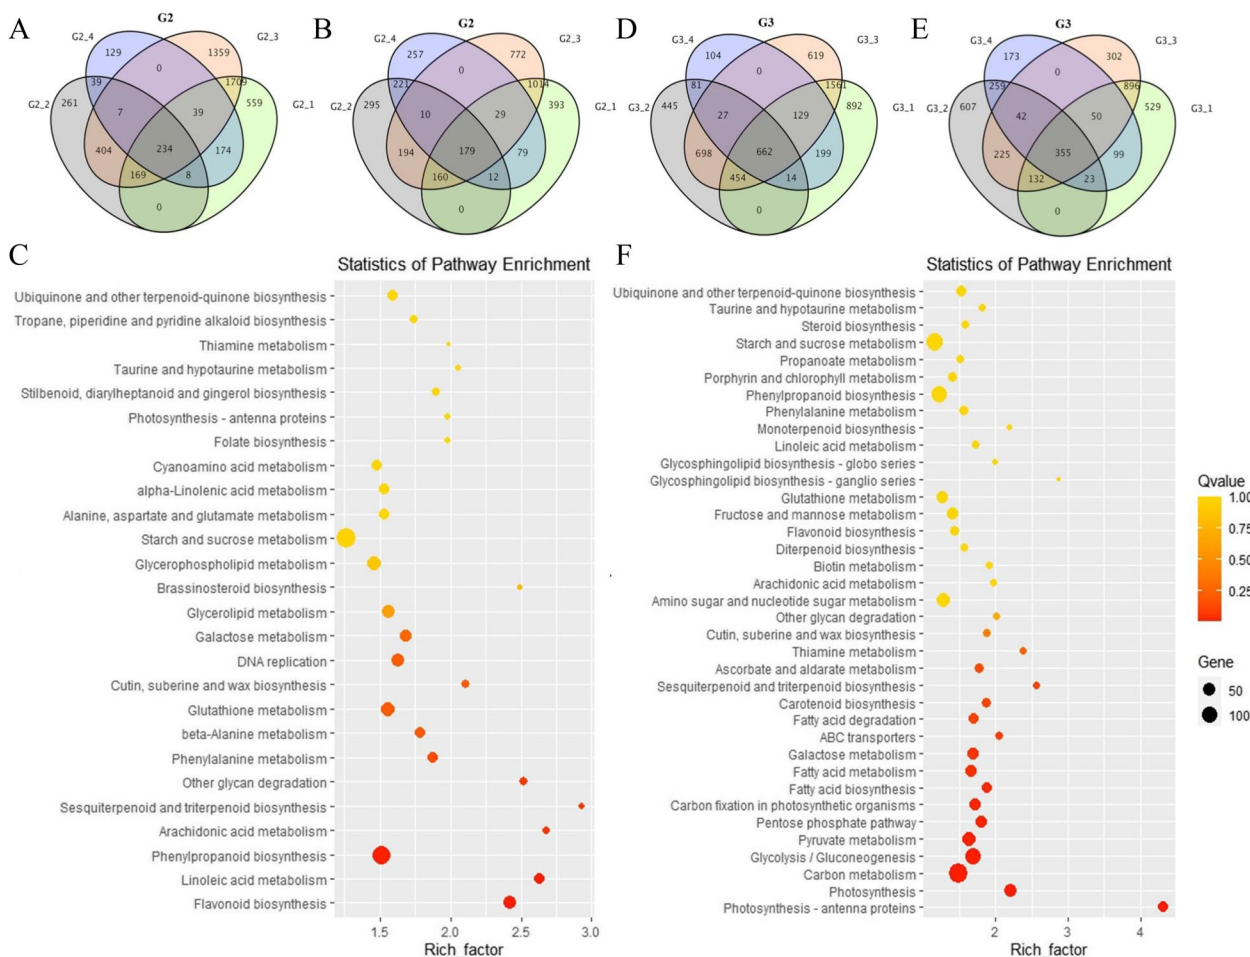 A
G2
G2_4
G2_3
G2_2
G2_1
129
1359
0
39
1709
261
559
7
39
404
234
174
169
8
0
B
G2
G2_4
G2_3
G2_2
G2_1
257
772
0
221
1014
295
393
10
29
194
179
79
160
12
0
D
G3
G3_4
G3_3
G3_2
G3_1
104
619
0
81
1561
445
892
27
129
698
662
199
454
14
0
E
G3
G3_4
G3_3
G3_2
G3_1
173
302
0
259
896
607
529
42
50
225
355
99
132
23
0
C
Statistics of Pathway Enrichment
Ubiquinone and other terpenoid-quinone biosynthesis
Tropane, piperidine and pyridine alkaloid biosynthesis
Thiamine metabolism
Taurine and hypotaurine metabolism
Stilbenoid, diarylheptanoid and gingerol biosynthesis
Photosynthesis - antenna proteins
Folate biosynthesis
Cyanoamino acid metabolism
alpha-Linolenic acid metabolism
Alanine, aspartate and glutamate metabolism
Starch and sucrose metabolism
Glycerophospholipid metabolism
Brassinosteroid biosynthesis
Glycerolipid metabolism
Galactose metabolism
DNA replication
Cutin, suberine and wax biosynthesis
Glutathione metabolism
beta-Alanine metabolism
Phenylalanine metabolism
Other glycan degradation
Sesquiterpenoid and triterpenoid biosynthesis
Arachidonic acid metabolism
Phenylpropanoid biosynthesis
Linoleic acid metabolism
Flavonoid biosynthesis
1.5 2.0 2.5 3.0
Rich_factor
F
Statistics of Pathway Enrichment
Ubiquinone and other terpenoid-quinone biosynthesis
Taurine and hypotaurine metabolism
Steroid biosynthesis
Starch and sucrose metabolism
Propanoate metabolism
Porphyrin and chlorophyll metabolism
Phenylpropanoid biosynthesis
Phenylalanine metabolism
Monoterpenoid biosynthesis
Linoleic acid metabolism
Glycosphingolipid biosynthesis - globo series
Glycosphingolipid biosynthesis - ganglio series
Glutathione metabolism
Fructose and mannose metabolism
Flavonoid biosynthesis
Diterpenoid biosynthesis
Biotin metabolism
Arachidonic acid metabolism
Amino sugar and nucleotide sugar metabolism
Other glycan degradation
Cutin, suberine and wax biosynthesis
Thiamine metabolism
Ascorbate and aldarate metabolism
Sesquiterpenoid and triterpenoid biosynthesis
Carotenoid biosynthesis
Fatty acid degradation
ABC transporters
Galactose metabolism
Fatty acid metabolism
Fatty acid biosynthesis
Carbon fixation in photosynthetic organisms
Pentose phosphate pathway
Pyruvate metabolism
Glycolysis / Gluconeogenesis
Carbon metabolism
Photosynthesis
Photosynthesis - antenna proteins
2 3 4
Rich_factor
Qvalue
1.00
0.75
0.50
0.25
Gene
50
100